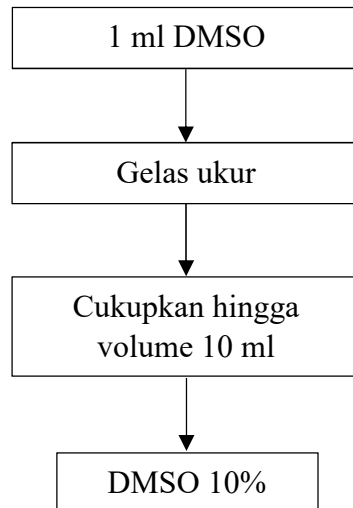 1 ml DMSO
Gelas ukur
Cukupkan hingga
volume 10 ml
DMSO 10%